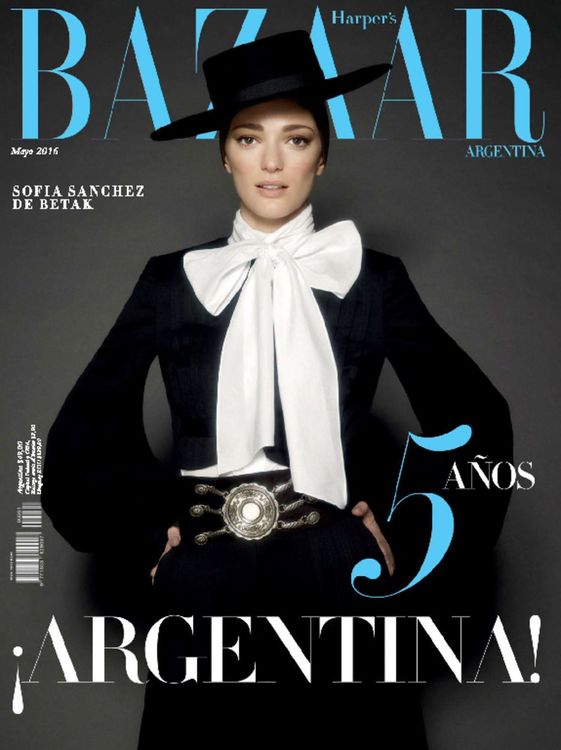 Harper's
BAZAAR
ARGENTINA
Mayo 2016
SOFIA SANCHEZ
DE BETAK
5
AÑOS
¡ARGENTINA!